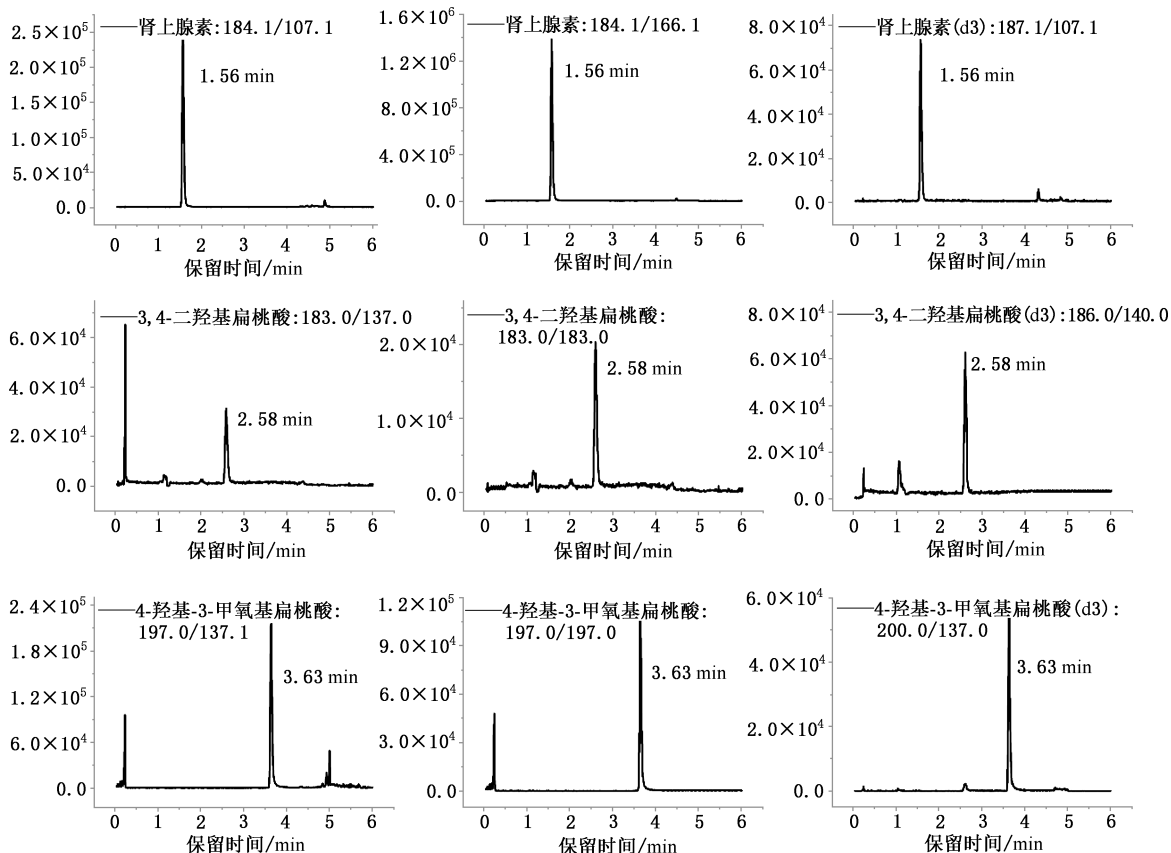 肾上腺素:184.1/107.1
2.5×10⁵
2.0×10⁵
1.5×10⁵
1.0×10⁵
5.0×10⁴
0.0
1.56 min
0 1 2 3 4 5 6
保留时间/min
肾上腺素:184.1/166.1
1.6×10⁶
1.2×10⁶
8.0×10⁵
4.0×10⁵
0.0
1.56 min
0 1 2 3 4 5 6
保留时间/min
肾上腺素(d3):187.1/107.1
8.0×10⁴
6.0×10⁴
4.0×10⁴
2.0×10⁴
0.0
1.56 min
0 1 2 3 4 5 6
保留时间/min
3,4-二羟基扁桃酸:183.0/137.0
6.0×10⁴
4.0×10⁴
2.0×10⁴
0.0
2.58 min
0 1 2 3 4 5 6
保留时间/min
3,4-二羟基扁桃酸:
183.0/183.0
2.0×10⁴
1.0×10⁴
0.0
2.58 min
0 1 2 3 4 5 6
保留时间/min
3,4-二羟基扁桃酸(d3):186.0/140.0
8.0×10⁴
6.0×10⁴
4.0×10⁴
2.0×10⁴
0.0
2.58 min
0 1 2 3 4 5 6
保留时间/min
4-羟基-3-甲氧基扁桃酸:
197.0/137.1
2.4×10⁵
1.8×10⁵
1.2×10⁵
6.0×10⁴
0.0
3.63 min
0 1 2 3 4 5 6
保留时间/min
4-羟基-3-甲氧基扁桃酸:
197.0/197.0
1.2×10⁵
9.0×10⁴
6.0×10⁴
3.0×10⁴
0.0
3.63 min
0 1 2 3 4 5 6
保留时间/min
4-羟基-3-甲氧基扁桃酸(d3):
200.0/137.0
6.0×10⁴
4.0×10⁴
2.0×10⁴
0.0
3.63 min
0 1 2 3 4 5 6
保留时间/min